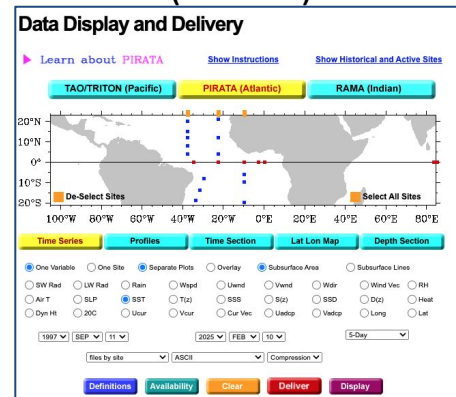 Data Display and Delivery
Learn about PIRATA Show Instructions Show Historical and Active Sites
TAO/TRITON (Pacific) PIRATA (Atlantic) RAMA (Indian)
20°N
10°N
0°
10°S
20°S
De-Select Sites Select All Sites
100°W 80°W 60°W 40°W 20°W 0°E 20°E 40°E 60°E 80°E
Time Series Profiles Time Section Lat Lon Map Depth Section
One Variable One Site Separate Plots Overlay Subsurface Area Subsurface Lines
SW Rad LW Rad Rain Wspd Uwnd Vwnd Wdir Wind Vec RH
Air T SLP SST T(z) SSS S(z) SSD D(z) Heat
Dyn Ht 20C Ucur Vcur Cur Vec Uadcp Vadcp Long Lat
1997 SEP 11 2025 FEB 10 5-Day
files by site ASCII Compression
Definitions Availability Clear Deliver Display